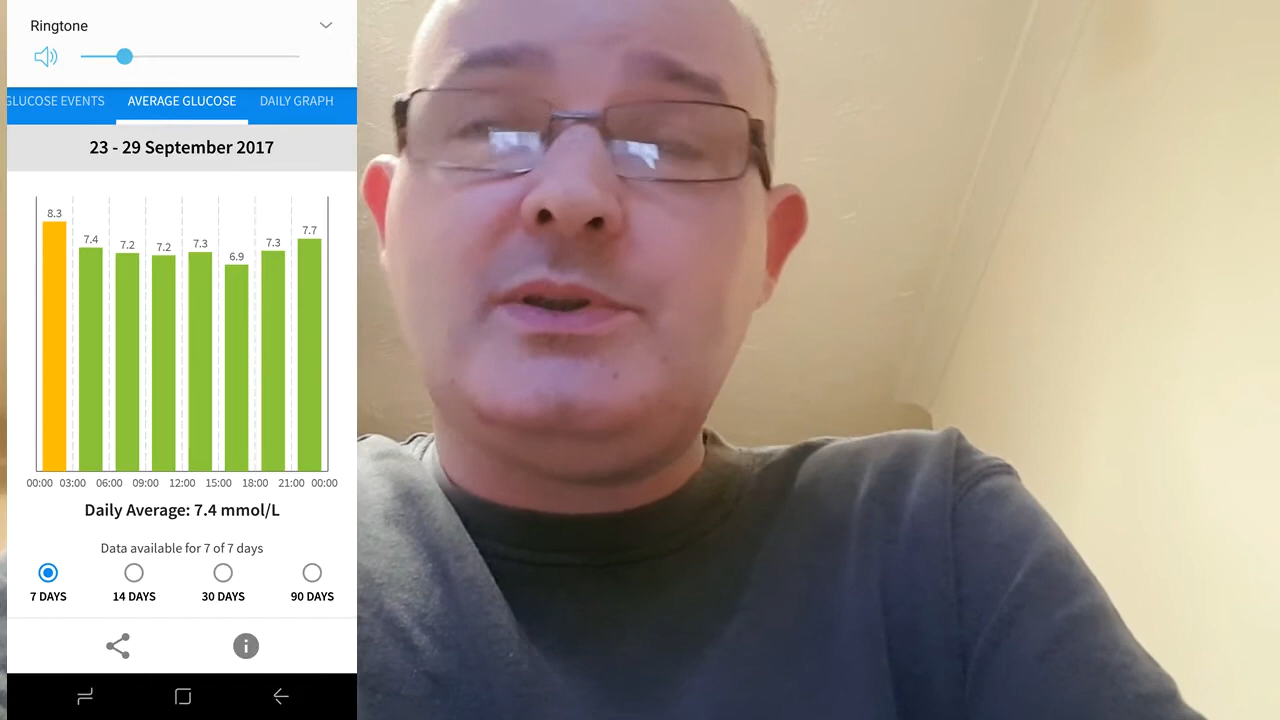 Ringtone
GLUCOSE EVENTS AVERAGE GLUCOSE DAILY GRAPH
23 - 29 September 2017
8.3 7.4 7.2 7.2 7.3 6.9 7.3 7.7
00:00 03:00 06:00 09:00 12:00 15:00 18:00 21:00 00:00
Daily Average: 7.4 mmol/L
Data available for 7 of 7 days
7 DAYS 14 DAYS 30 DAYS 90 DAYS